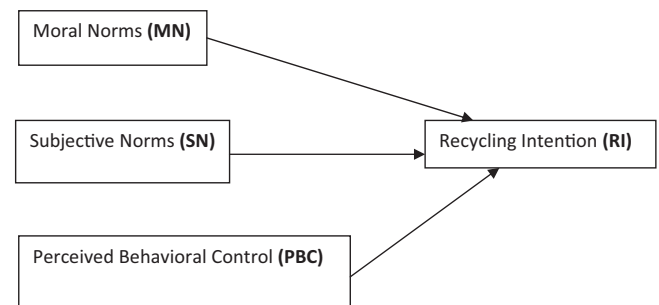 Moral Norms (MN)
Subjective Norms (SN)
Recycling Intention (RI)
Perceived Behavioral Control (PBC)